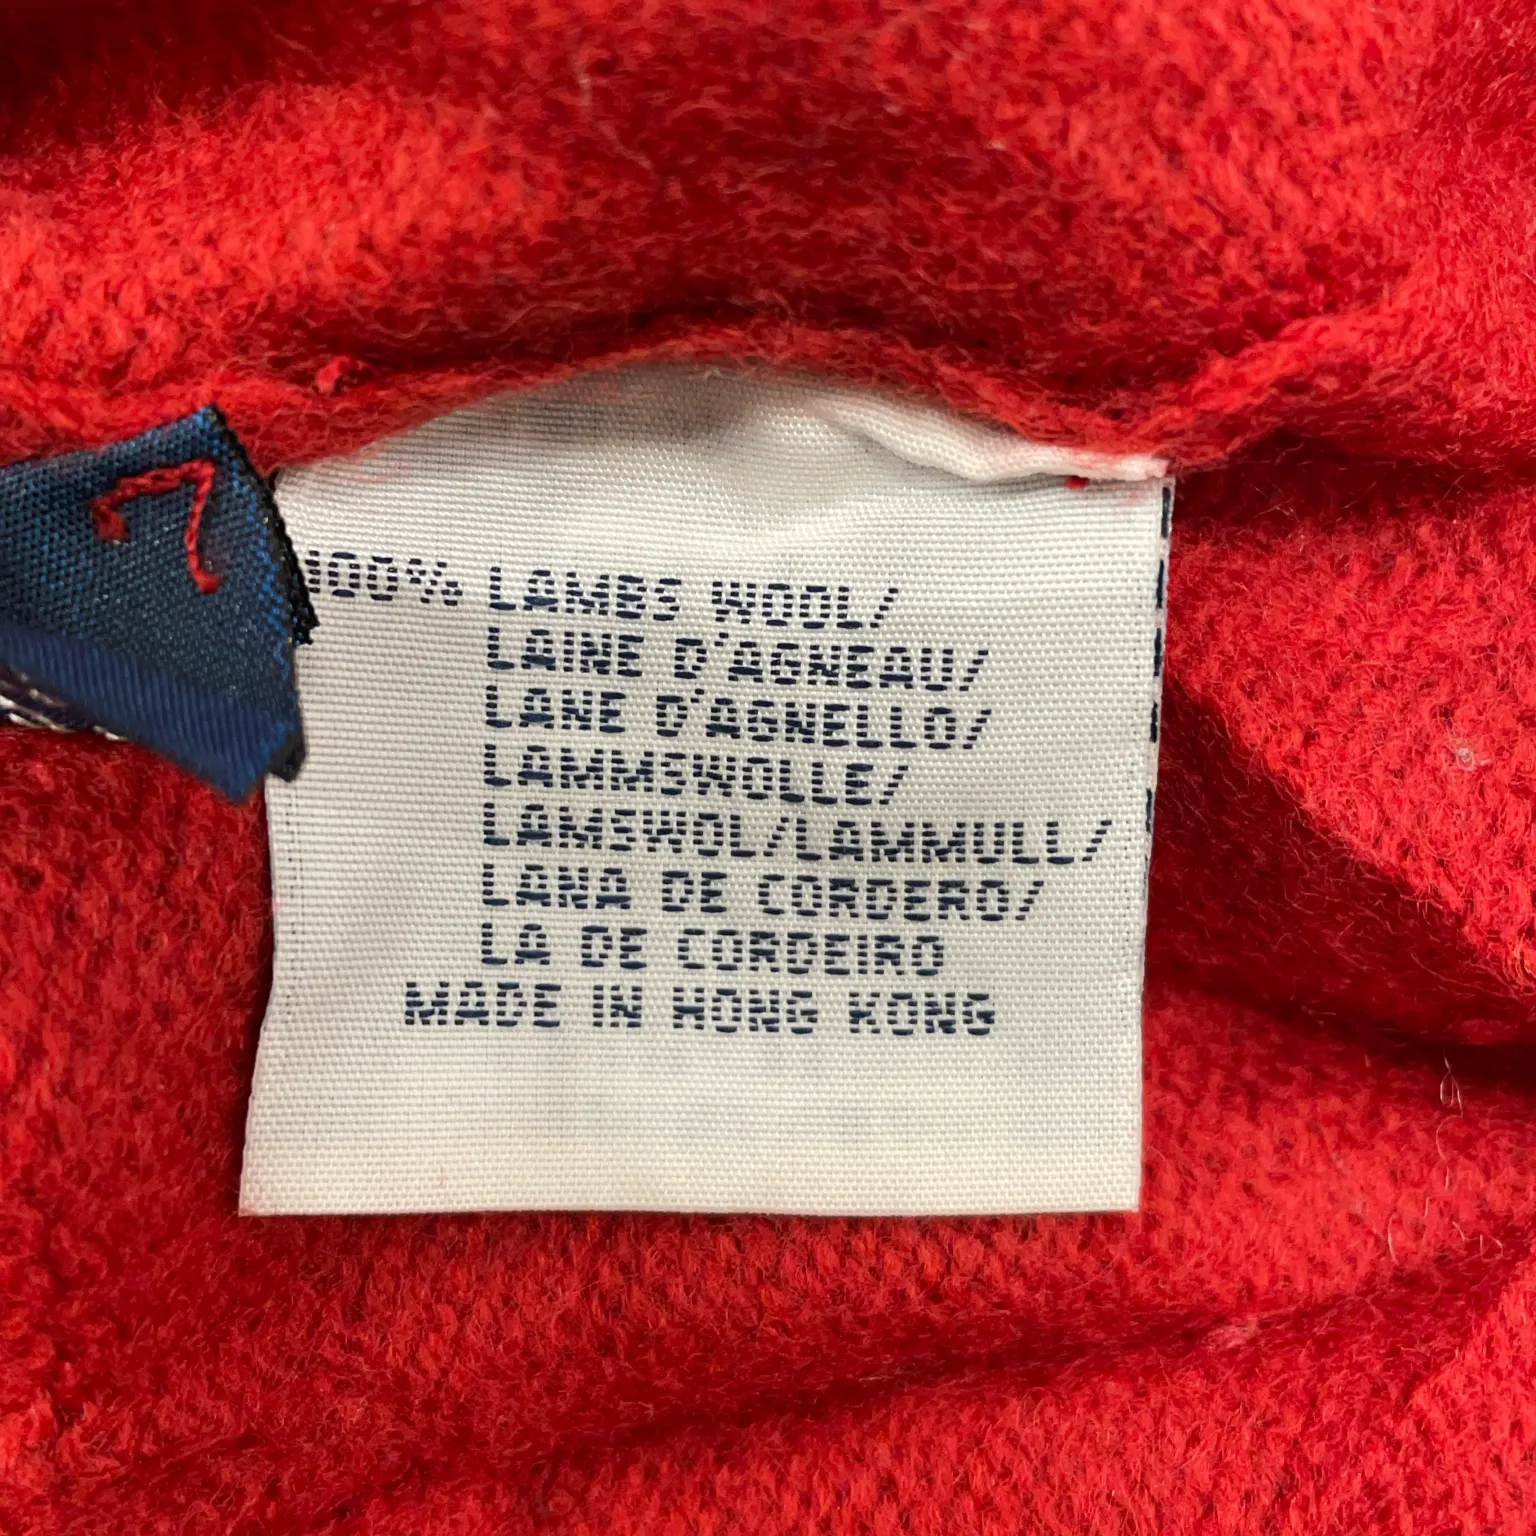 100% LAMBS WOOL/
LAINE D'AGNEAU/
LANE D'AGNELLO/
LAMMSWOLLE/
LAMSWOL/LAMMULL/
LANA DE CORDERO/
LA DE CORDEIRO
MADE IN HONG KONG